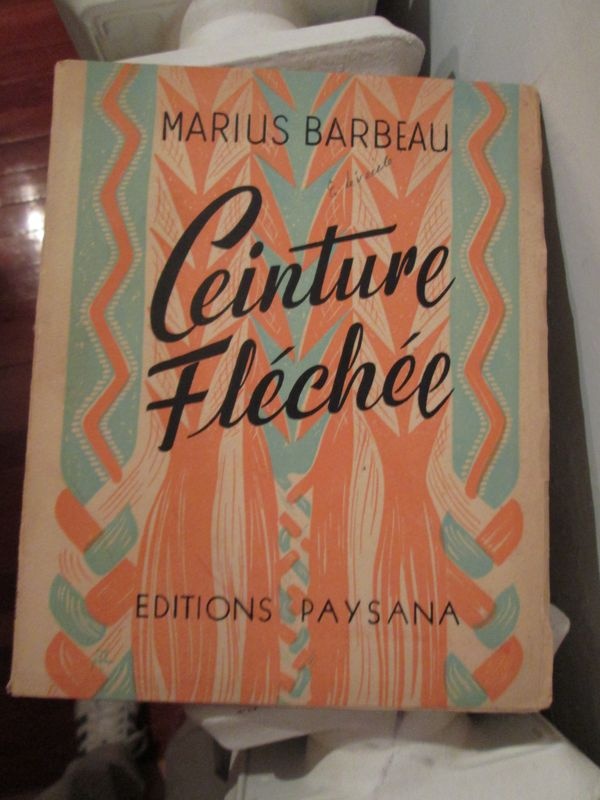 MARIUS BARBEAU
Ceinture
Fléchée
EDITIONS PAYSANA